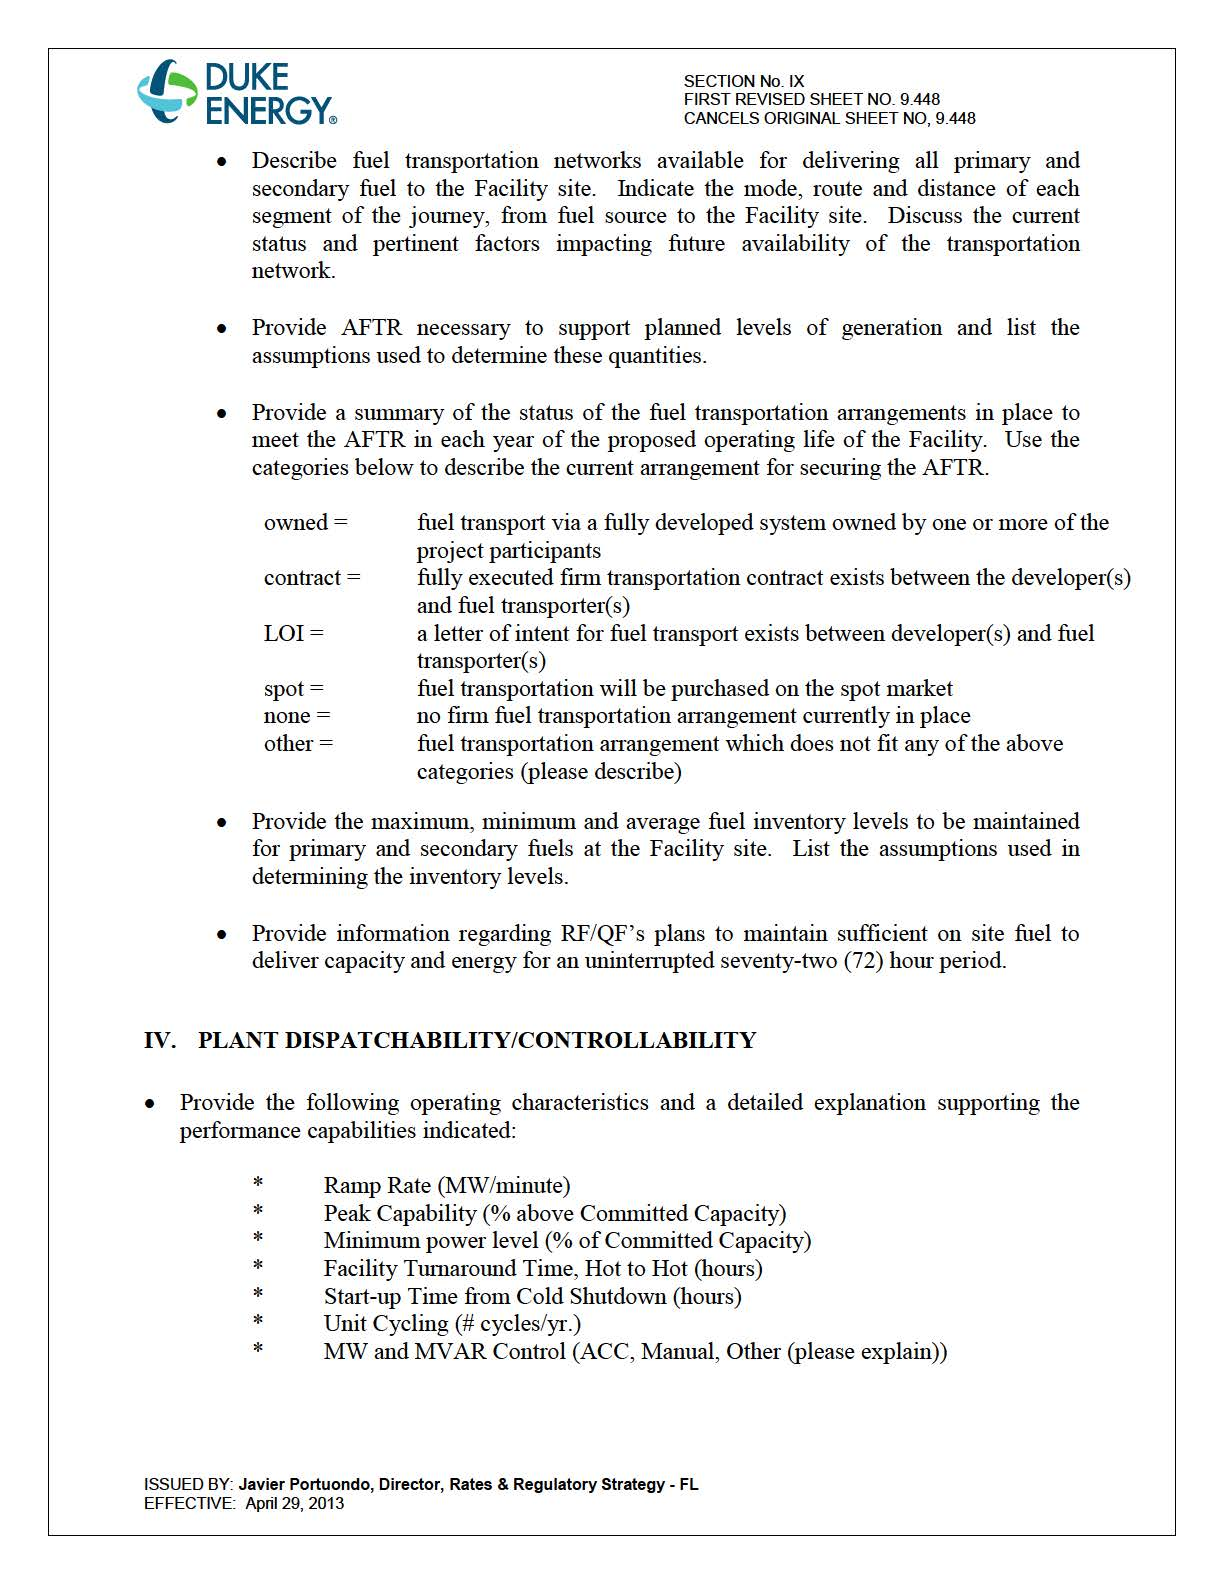 DUKE
ENERGY®
SECTION No. IX
FIRST REVISED SHEET NO. 9.448
CANCELS ORIGINAL SHEET NO, 9.448
• Describe fuel transportation networks available for delivering all primary and
secondary fuel to the Facility site. Indicate the mode, route and distance of each
segment of the journey, from fuel source to the Facility site. Discuss the current
status and pertinent factors impacting future availability of the transportation
network.
• Provide AFTR necessary to support planned levels of generation and list the
assumptions used to determine these quantities.
• Provide a summary of the status of the fuel transportation arrangements in place to
meet the AFTR in each year of the proposed operating life of the Facility. Use the
categories below to describe the current arrangement for securing the AFTR.
owned = fuel transport via a fully developed system owned by one or more of the
project participants
contract = fully executed firm transportation contract exists between the developer(s)
and fuel transporter(s)
LOI = a letter of intent for fuel transport exists between developer(s) and fuel
transporter(s)
spot = fuel transportation will be purchased on the spot market
none = no firm fuel transportation arrangement currently in place
other = fuel transportation arrangement which does not fit any of the above
categories (please describe)
• Provide the maximum, minimum and average fuel inventory levels to be maintained
for primary and secondary fuels at the Facility site. List the assumptions used in
determining the inventory levels.
• Provide information regarding RF/QF's plans to maintain sufficient on site fuel to
deliver capacity and energy for an uninterrupted seventy-two (72) hour period.
IV. PLANT DISPATCHABILITY/CONTROLLABILITY
• Provide the following operating characteristics and a detailed explanation supporting the
performance capabilities indicated:
* Ramp Rate (MW/minute)
* Peak Capability (% above Committed Capacity)
* Minimum power level (% of Committed Capacity)
* Facility Turnaround Time, Hot to Hot (hours)
* Start-up Time from Cold Shutdown (hours)
* Unit Cycling (# cycles/yr.)
* MW and MVAR Control (ACC, Manual, Other (please explain))
ISSUED BY: Javier Portuondo, Director, Rates & Regulatory Strategy - FL
EFFECTIVE: April 29, 2013